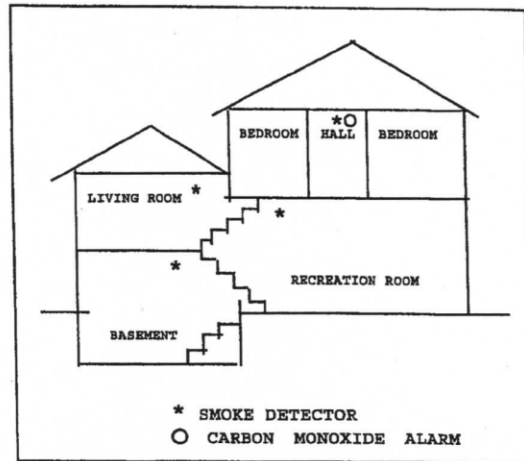 BEDROOM HALL BEDROOM
*O
LIVING ROOM *
*
*
RECREATION ROOM
BASEMENT
* SMOKE DETECTOR
O CARBON MONOXIDE ALARM